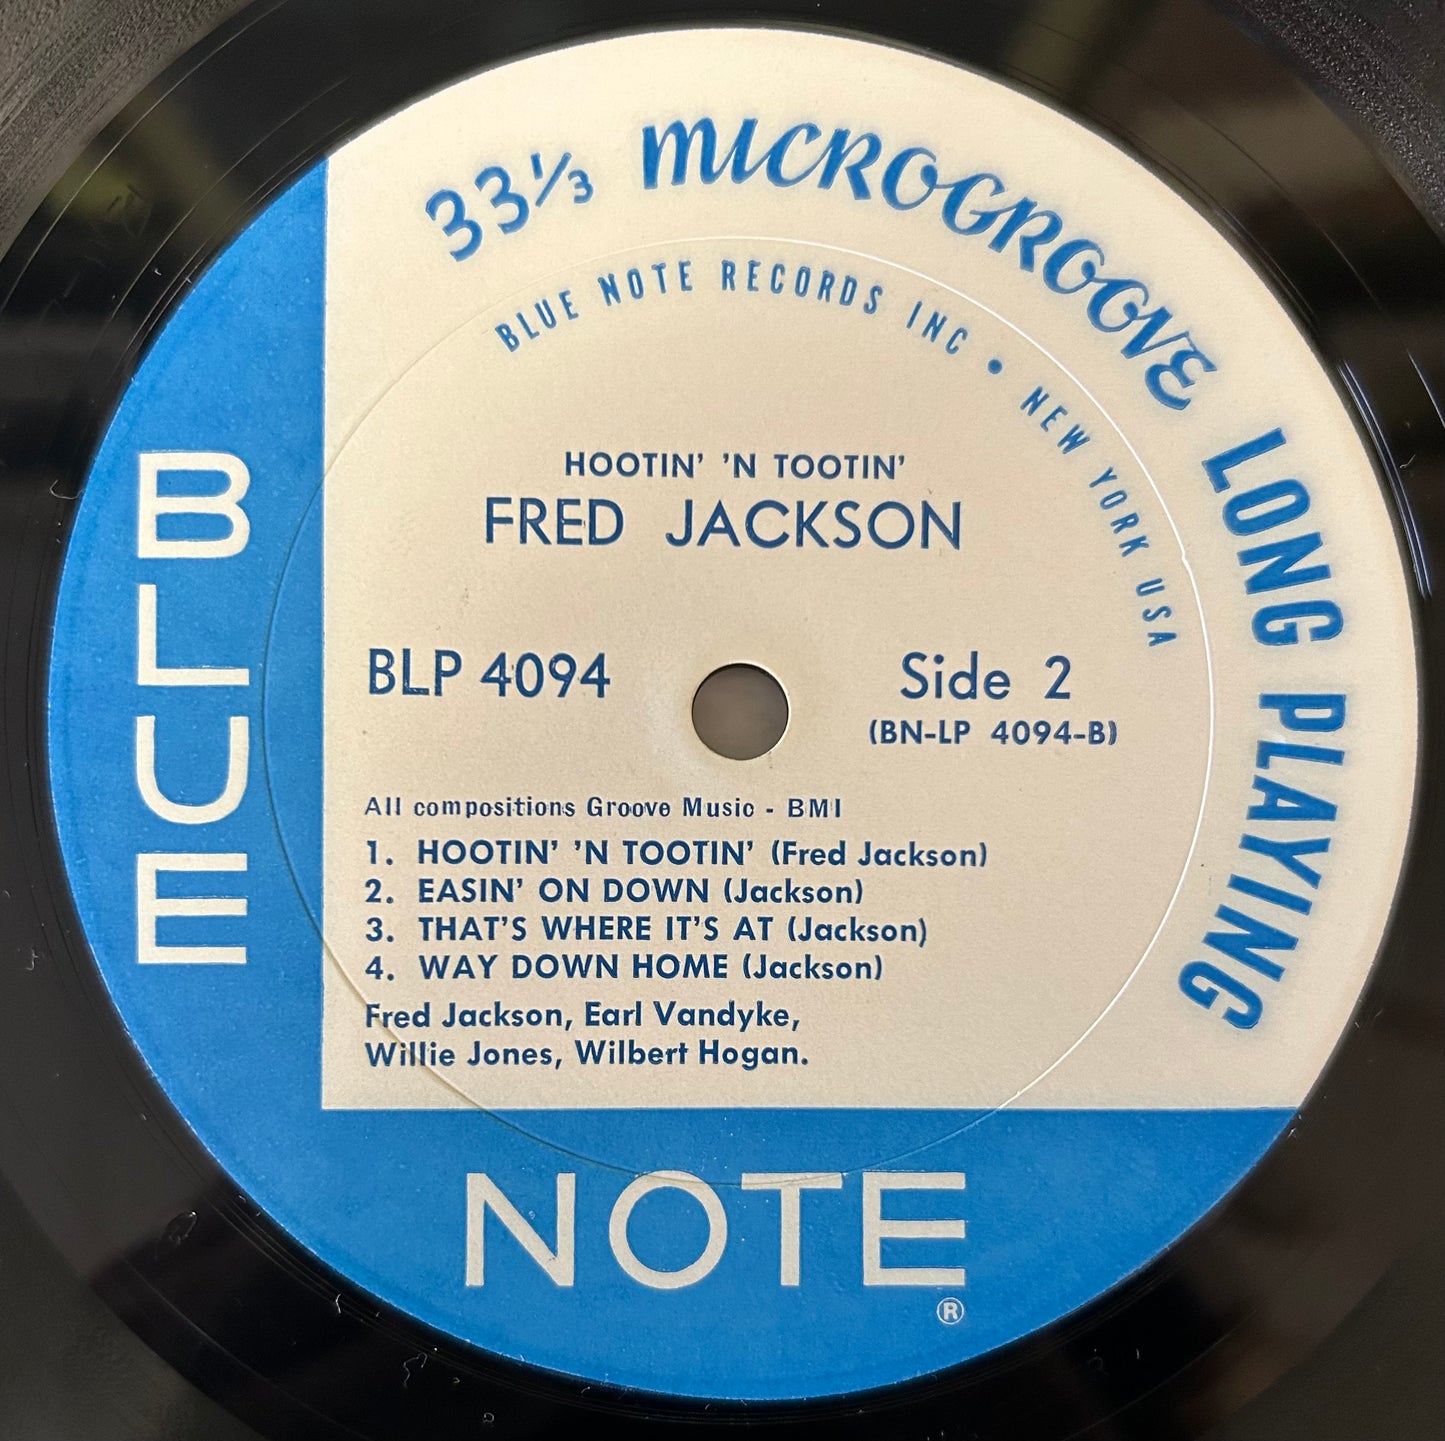 33⅓ MICROGROOVE LONG PLAYING
BLUE NOTE RECORDS INC • NEW YORK USA
HOOTIN' 'N TOOTIN'
FRED JACKSON
BLP 4094
Side 2
(BN-LP 4094-B)
All compositions Groove Music - BMI
1. HOOTIN' 'N TOOTIN' (Fred Jackson)
2. EASIN' ON DOWN (Jackson)
3. THAT'S WHERE IT'S AT (Jackson)
4. WAY DOWN HOME (Jackson)
Fred Jackson, Earl Vandyke,
Willie Jones, Wilbert Hogan.
BLUE
NOTE
®